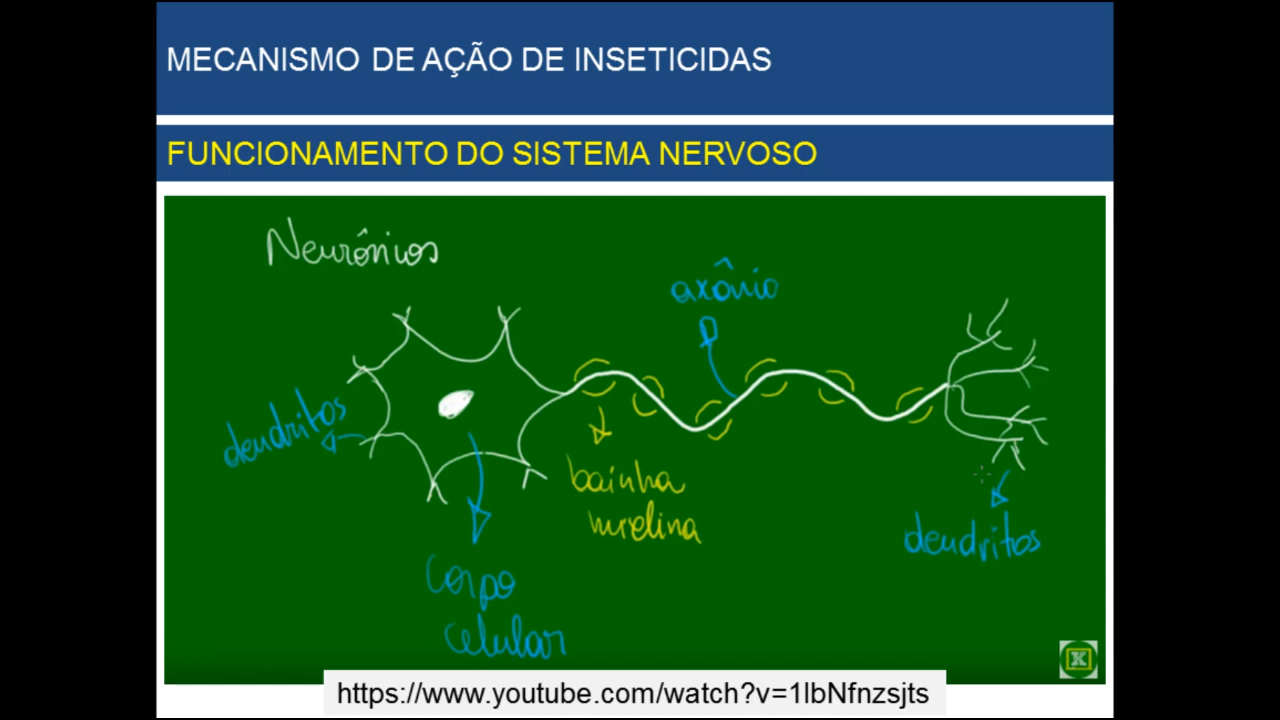 MECANISMO DE AÇÃO DE INSETICIDAS
FUNCIONAMENTO DO SISTEMA NERVOSO
Neurônios
axônio
dendritos
bainha
mielina
dendritos
corpo
celular
K
https://www.youtube.com/watch?v=1lbNfnzsjts